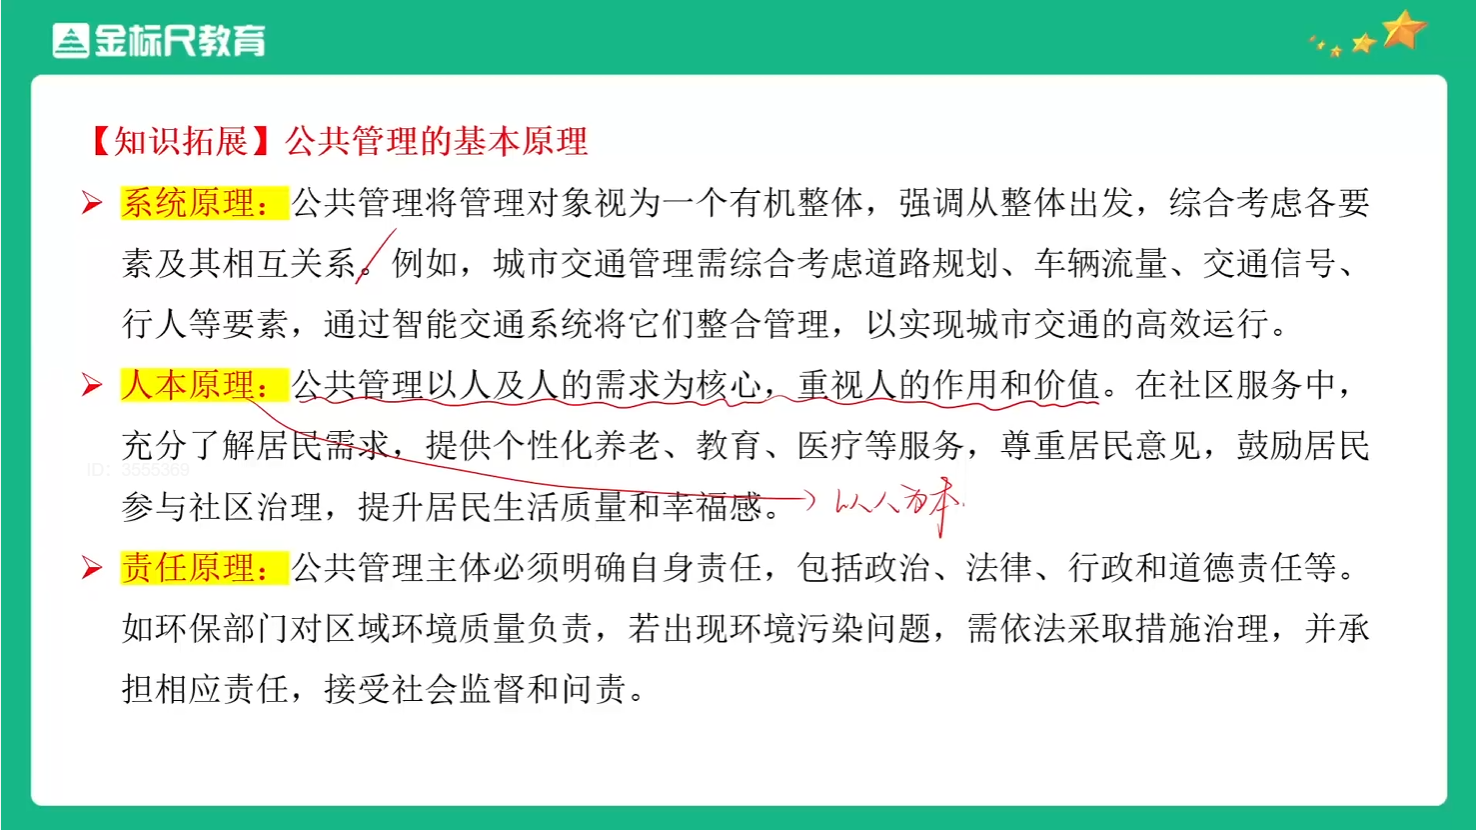 金标尺教育
【知识拓展】公共管理的基本原理
系统原理：公共管理将管理对象视为一个有机整体，强调从整体出发，综合考虑各要
素及其相互关系。例如，城市交通管理需综合考虑道路规划、车辆流量、交通信号、
行人等要素，通过智能交通系统将它们整合管理，以实现城市交通的高效运行。
人本原理：公共管理以人及人的需求为核心，重视人的作用和价值。在社区服务中，
充分了解居民需求，提供个性化养老、教育、医疗等服务，尊重居民意见，鼓励居民
ID：3555369
参与社区治理，提升居民生活质量和幸福感。
以人为本
责任原理：公共管理主体必须明确自身责任，包括政治、法律、行政和道德责任等。
如环保部门对区域环境质量负责，若出现环境污染问题，需依法采取措施治理，并承
担相应责任，接受社会监督和问责。